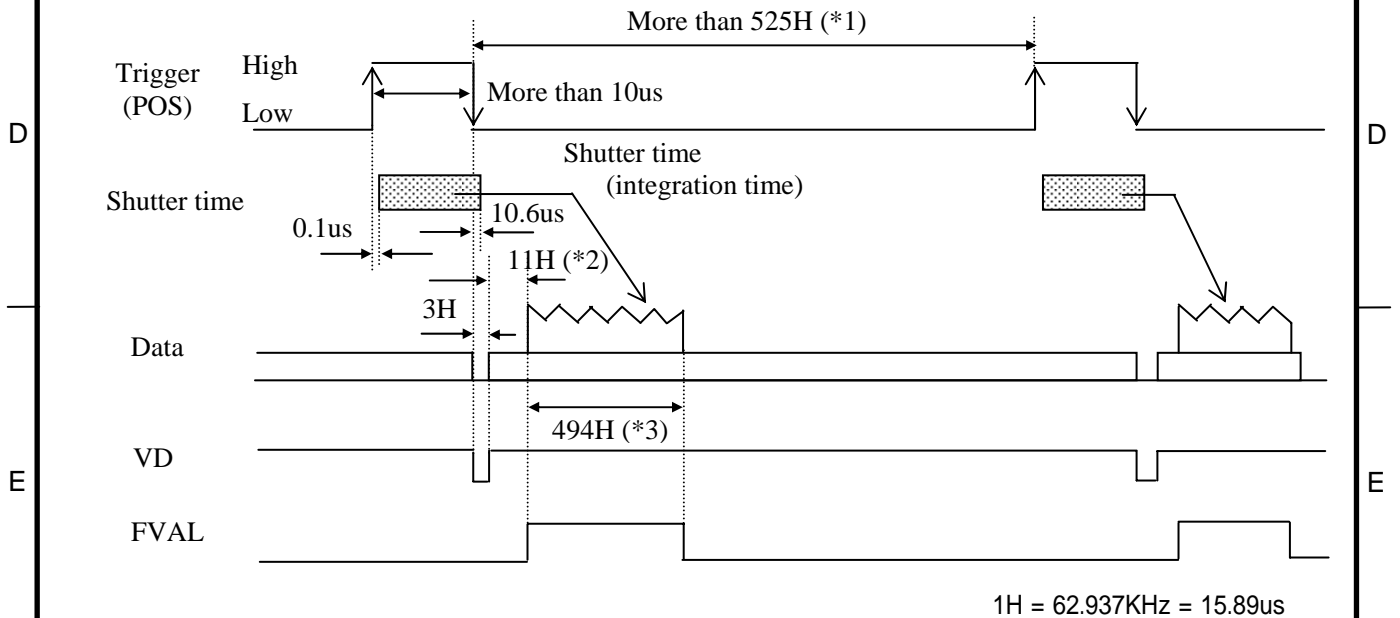 More than 525H (*1)
Trigger
(POS)
High
Low
More than 10us
D
D
Shutter time
(integration time)
Shutter time
10.6us
0.1us
11H (*2)
3H
Data
494H (*3)
VD
E
E
FVAL
1H = 62.937KHz = 15.89us